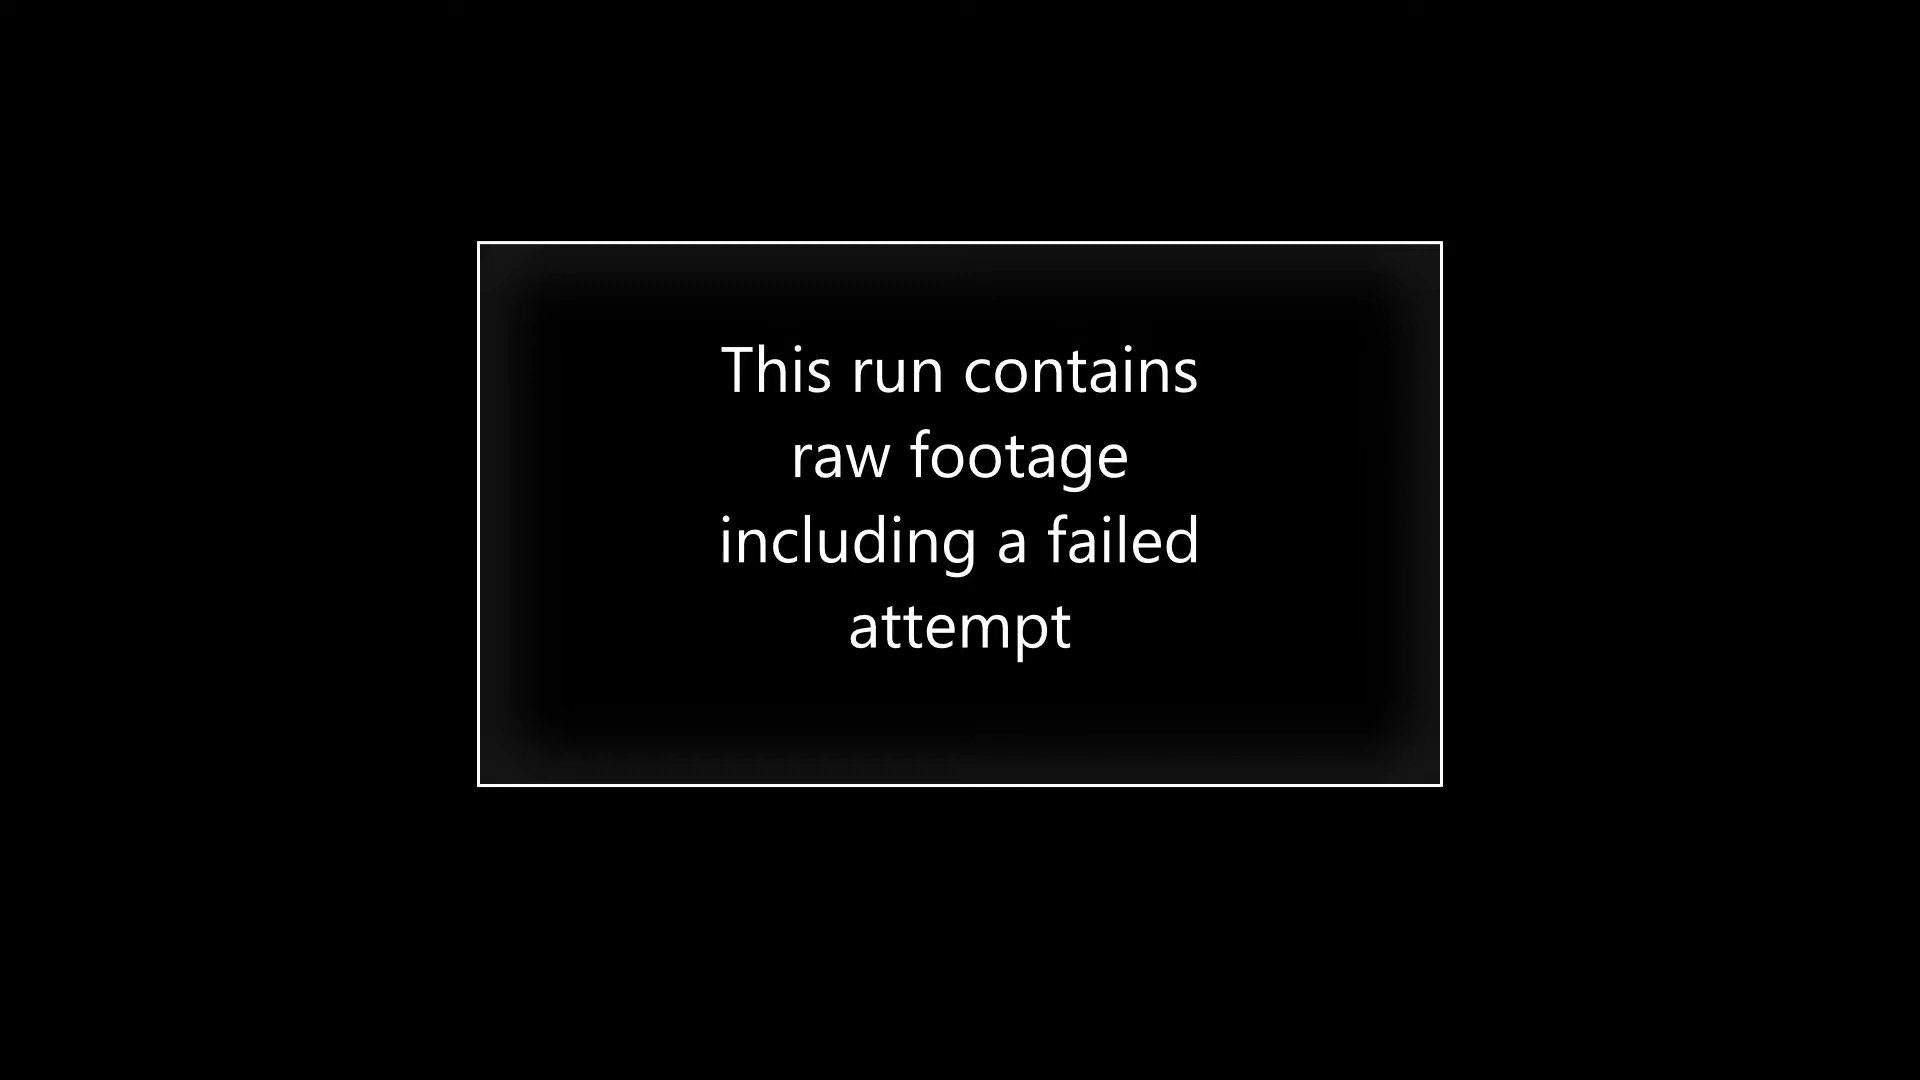 This run contains
raw footage
including a failed
attempt